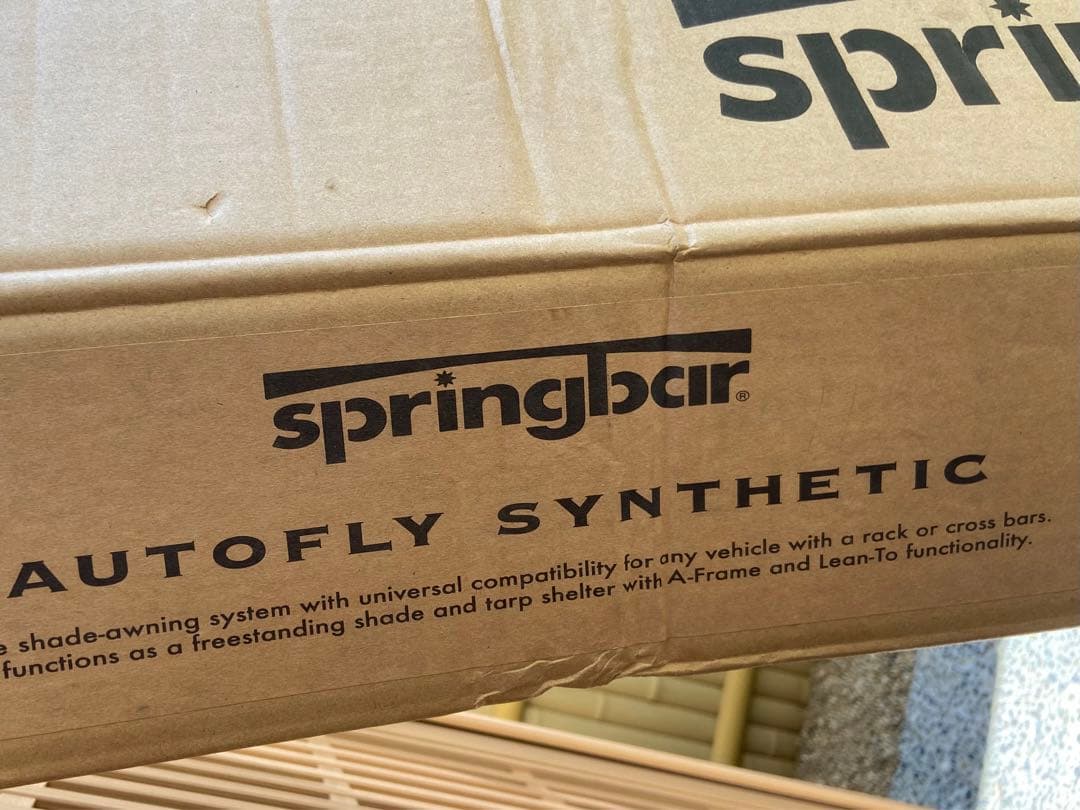 spri
springbar®
AUTOFLY SYNTHETIC
e shade-awning system with universal compatibility for any vehicle with a rack or cross bars.
functions as a freestanding shade and tarp shelter with A-Frame and Lean-To functionality.